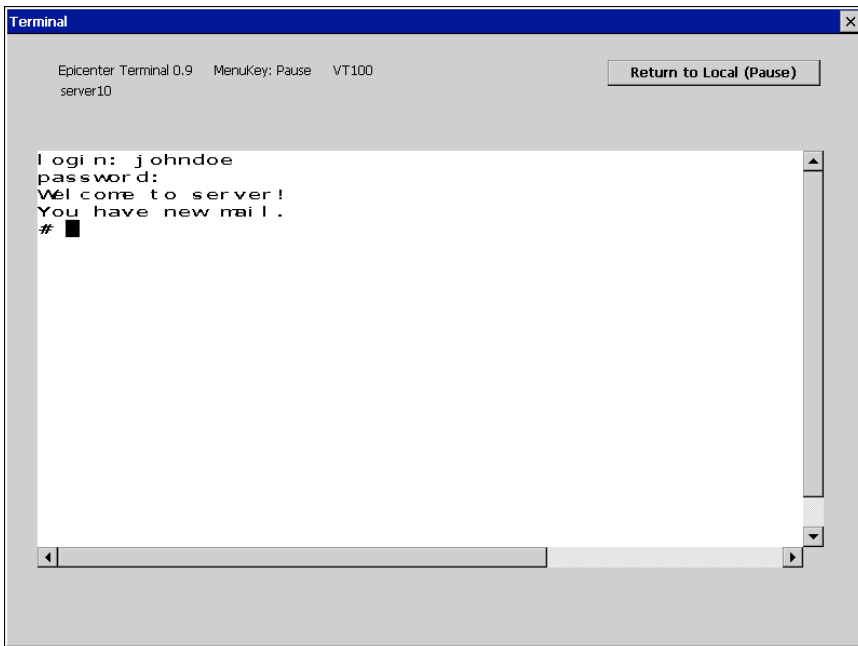 Terminal
Epicenter Terminal 0.9 MenuKey: Pause VT100
server10
Return to Local (Pause)
login: johndoe
password:
Welcome to server!
You have new mail.
#